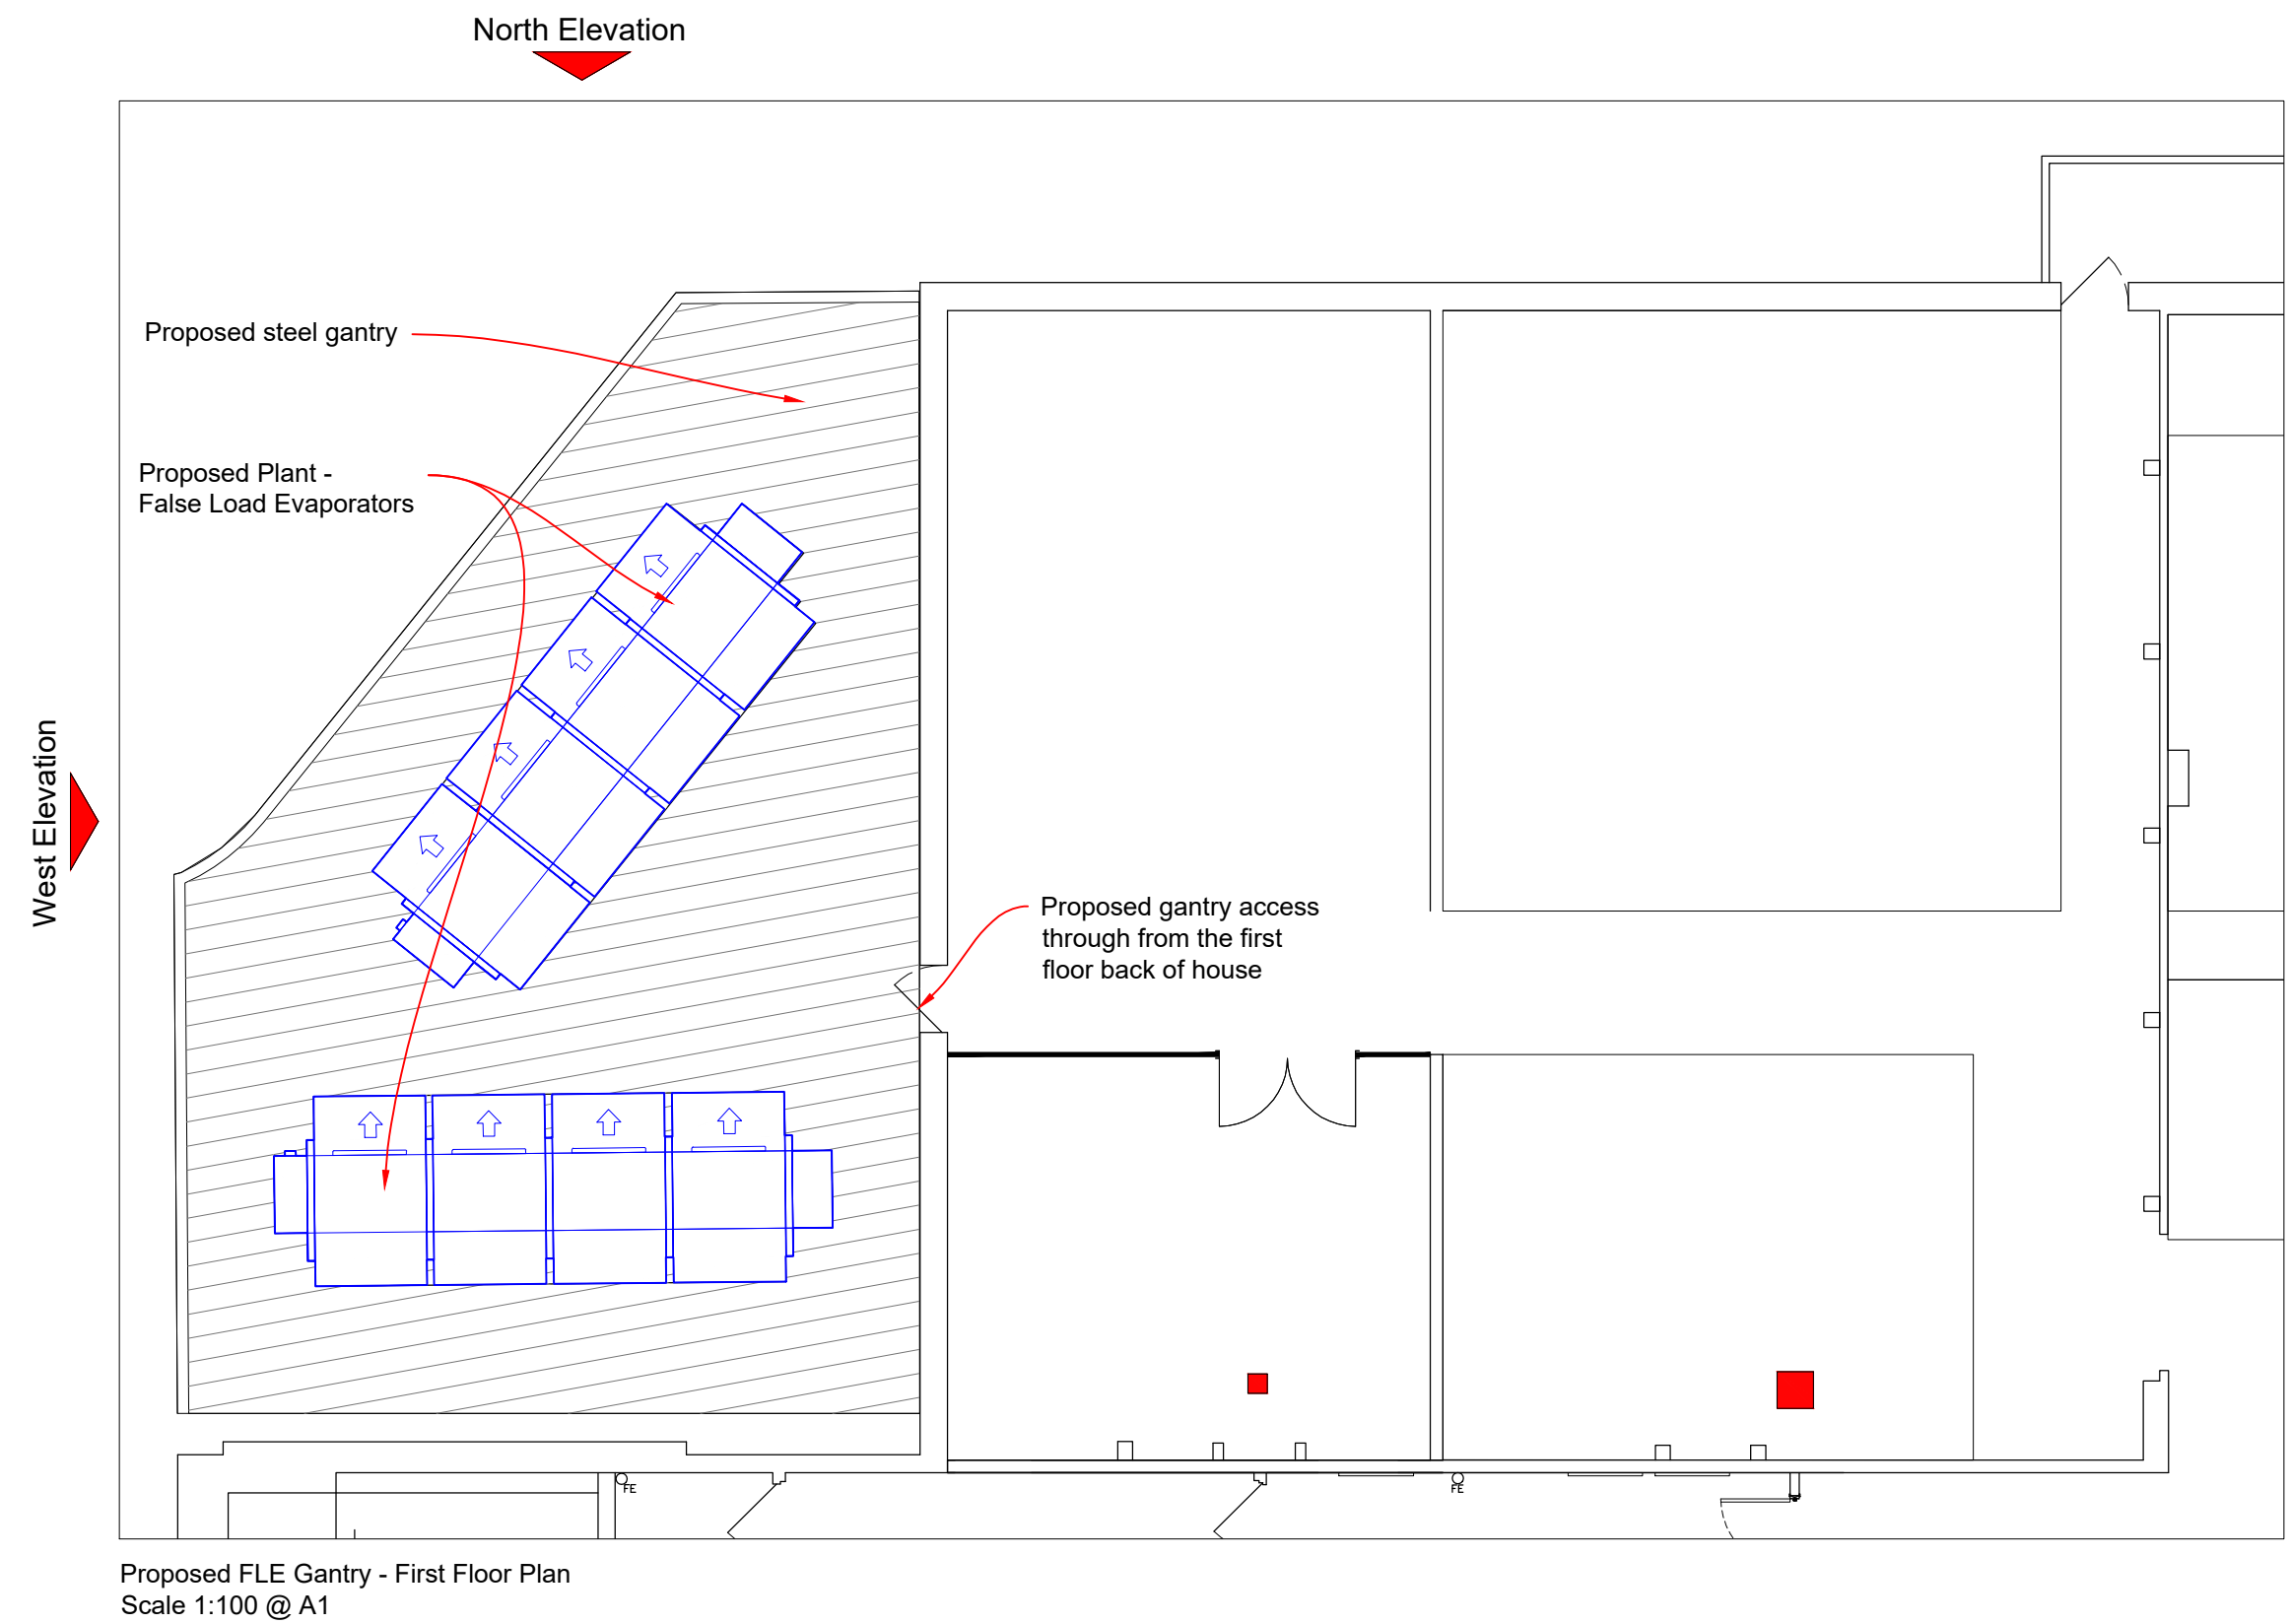 North Elevation
Proposed steel gantry
Proposed Plant -
False Load Evaporators
West Elevation
Proposed gantry access
through from the first
floor back of house
FE
FE
Proposed FLE Gantry - First Floor Plan
Scale 1:100 @ A1